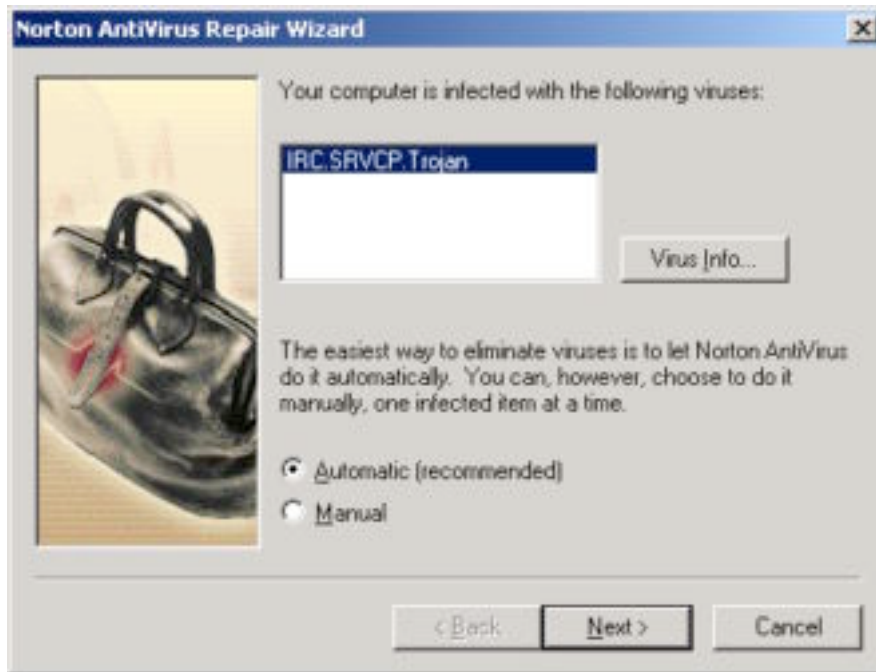 Norton AntiVirus Repair Wizard
Your computer is infected with the following viruses:
IRC.SRVCP.Trojan
Virus Info...
The easiest way to eliminate viruses is to let Norton AntiVirus
do it automatically. You can, however, choose to do it
manually, one infected item at a time.
Automatic (recommended)
Manual
< Back
Next >
Cancel